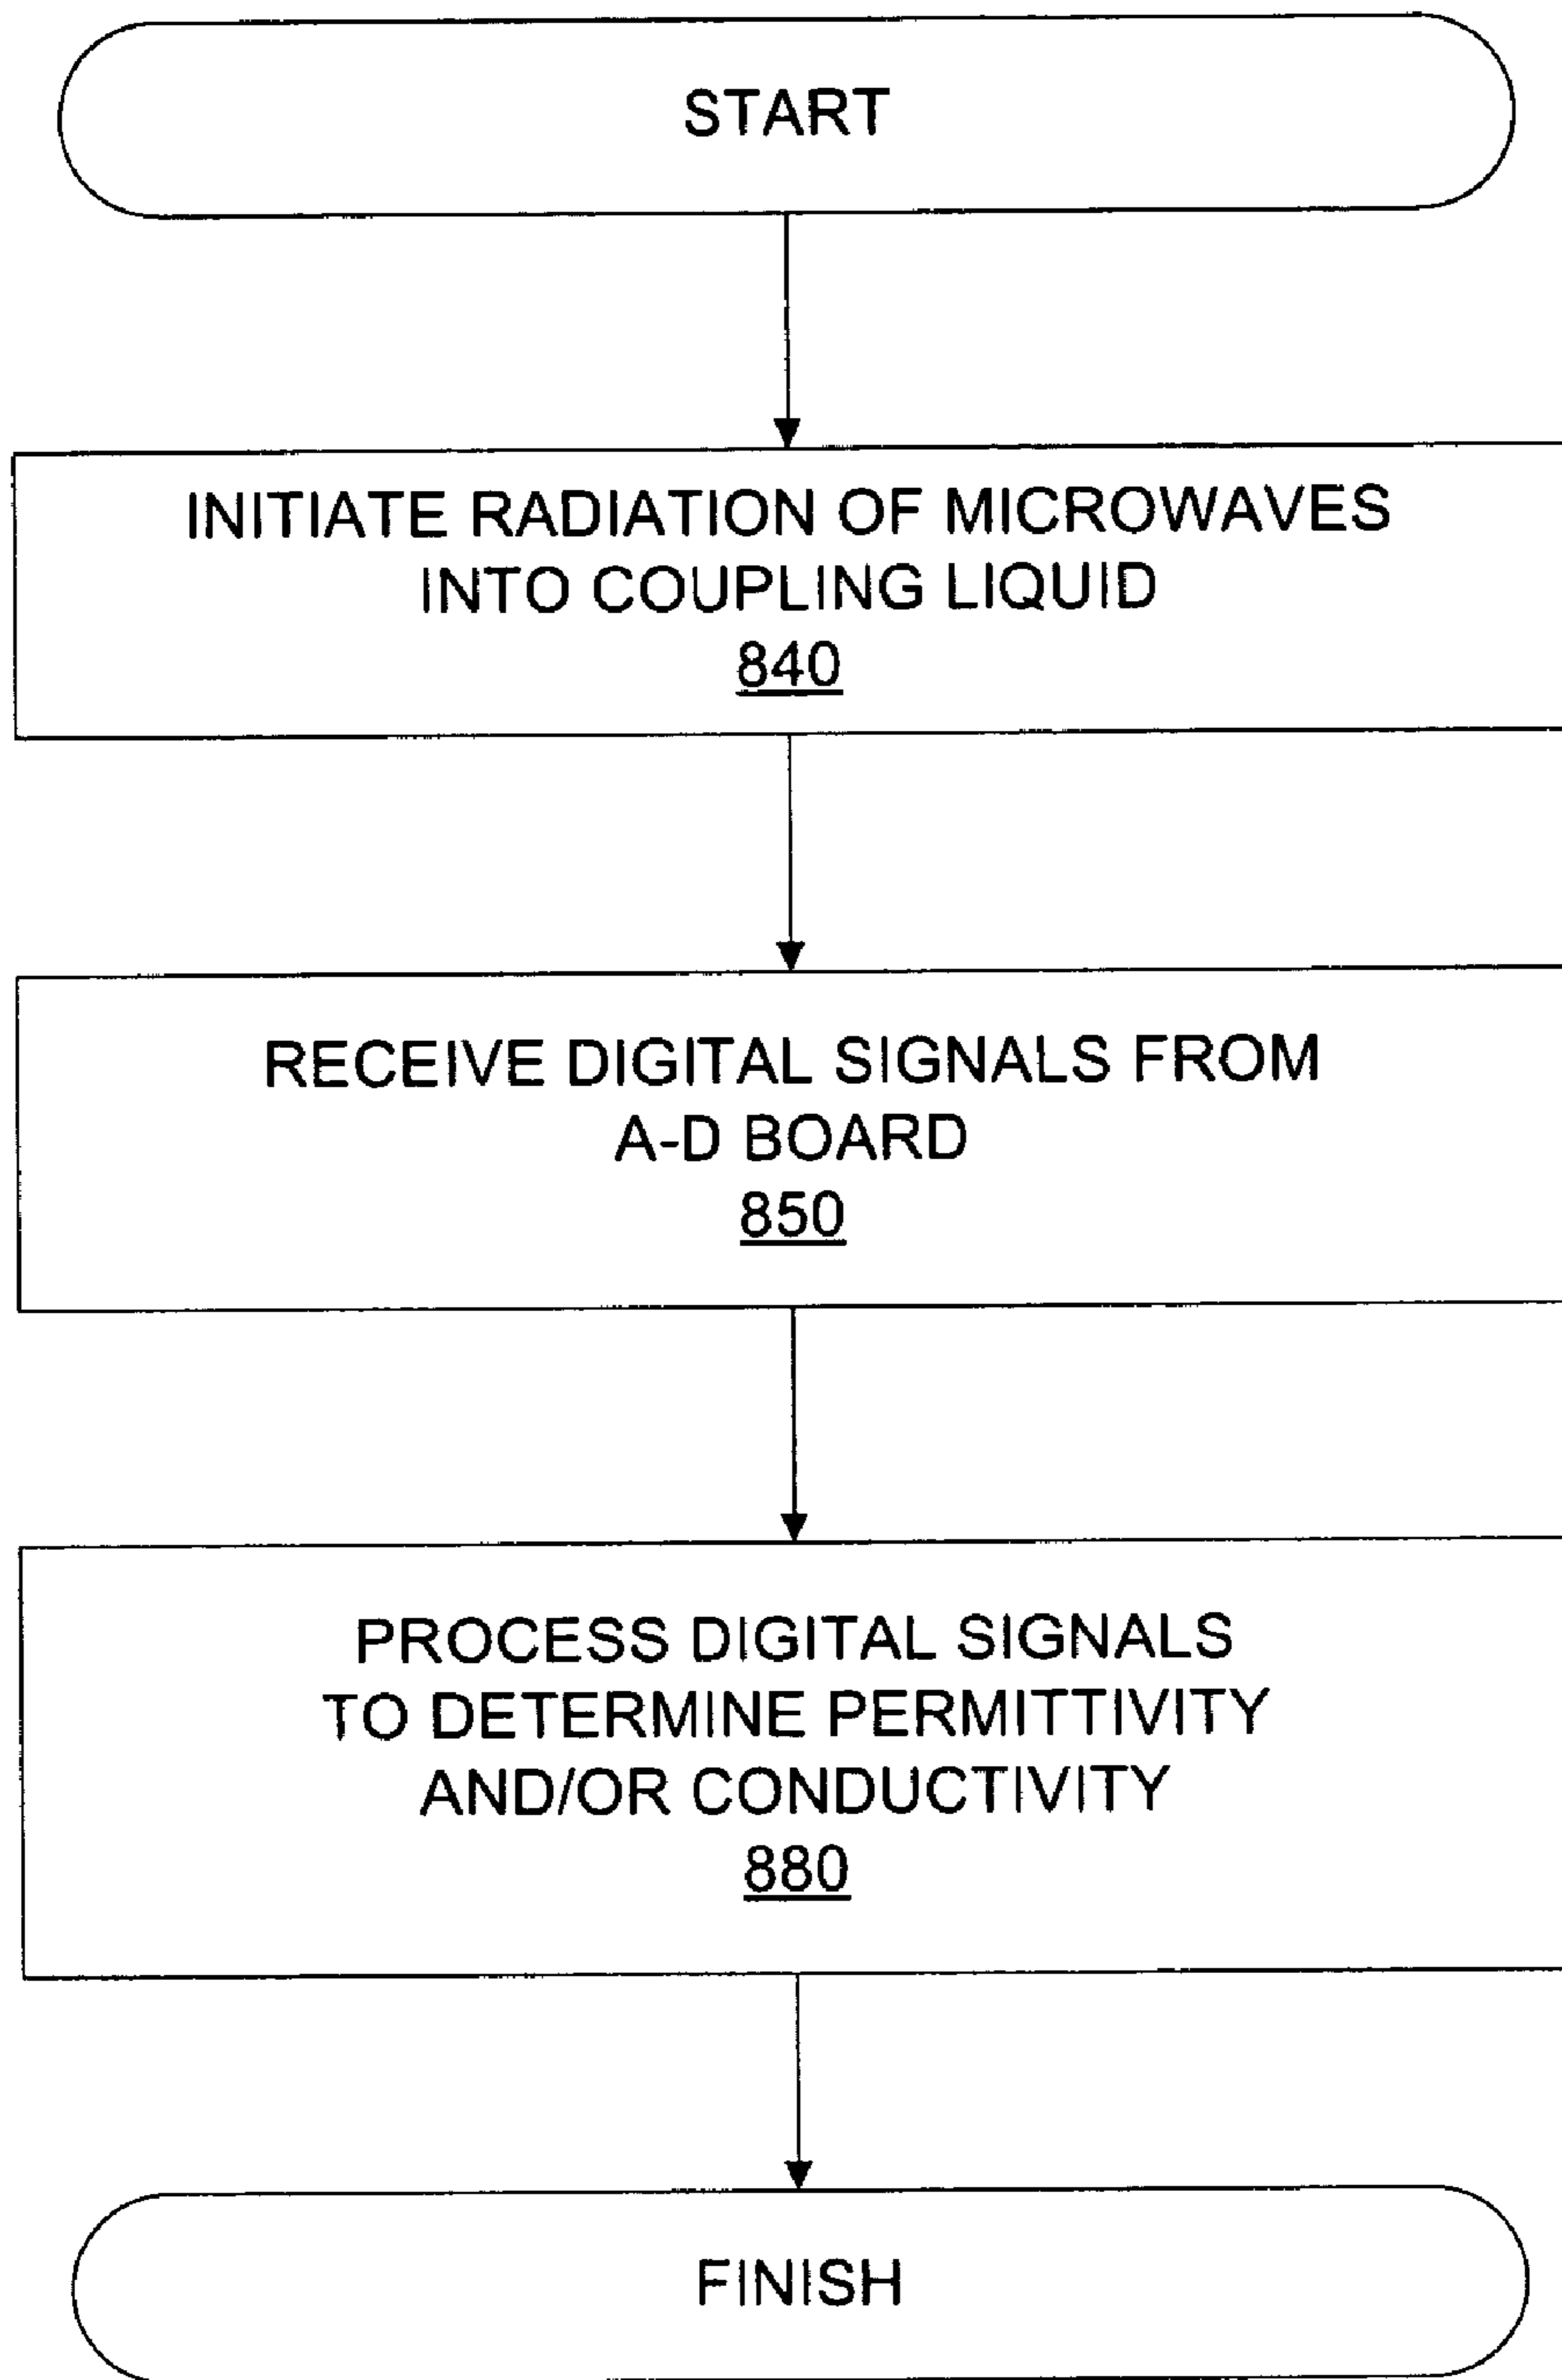 START
INITIATE RADIATION OF MICROWAVES
INTO COUPLING LIQUID
840
RECEIVE DIGITAL SIGNALS FROM
A-D BOARD
850
PROCESS DIGITAL SIGNALS
TO DETERMINE PERMITTIVITY
AND/OR CONDUCTIVITY
880
FINISH